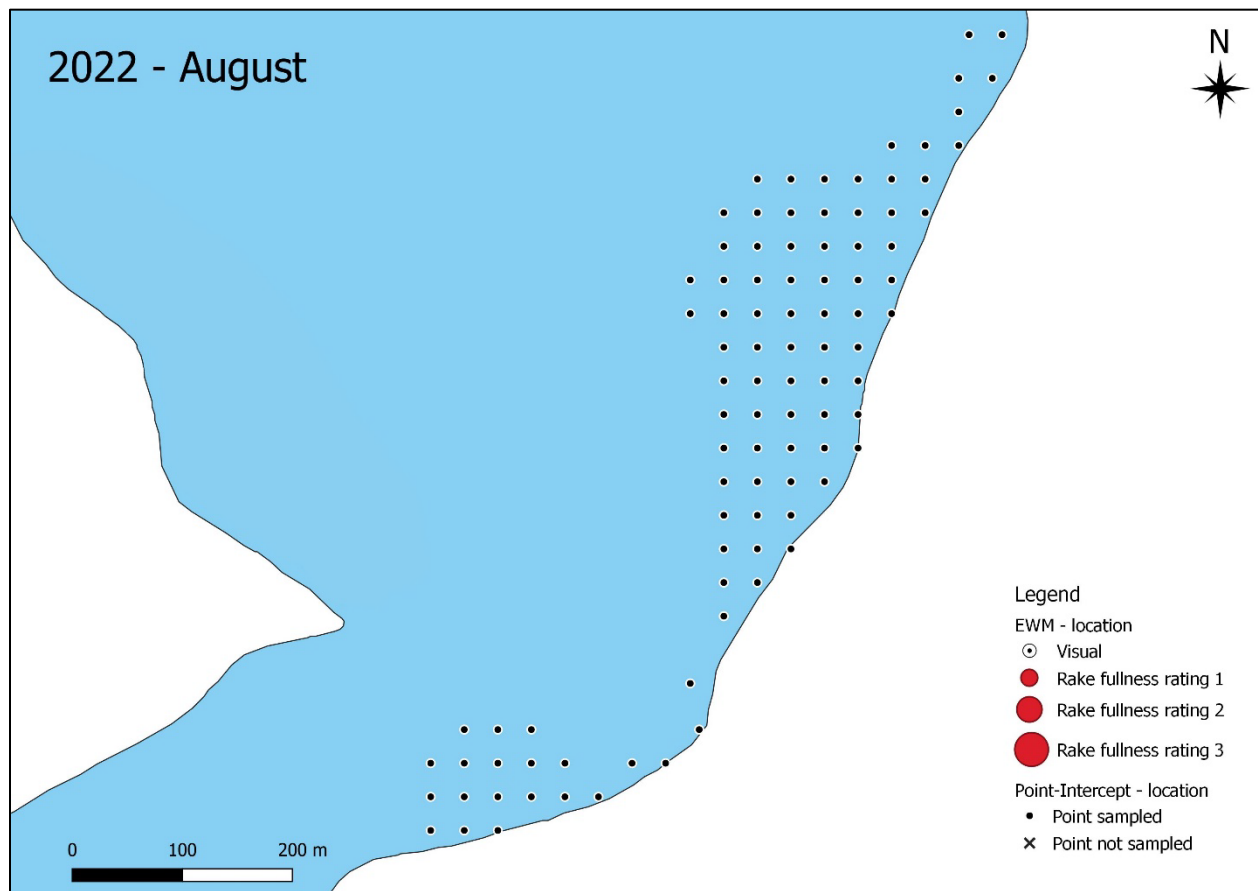 2022 - August
N
Legend
EWM - location
Visual
Rake fullness rating 1
Rake fullness rating 2
Rake fullness rating 3
Point-Intercept - location
Point sampled
Point not sampled
0 100 200 m